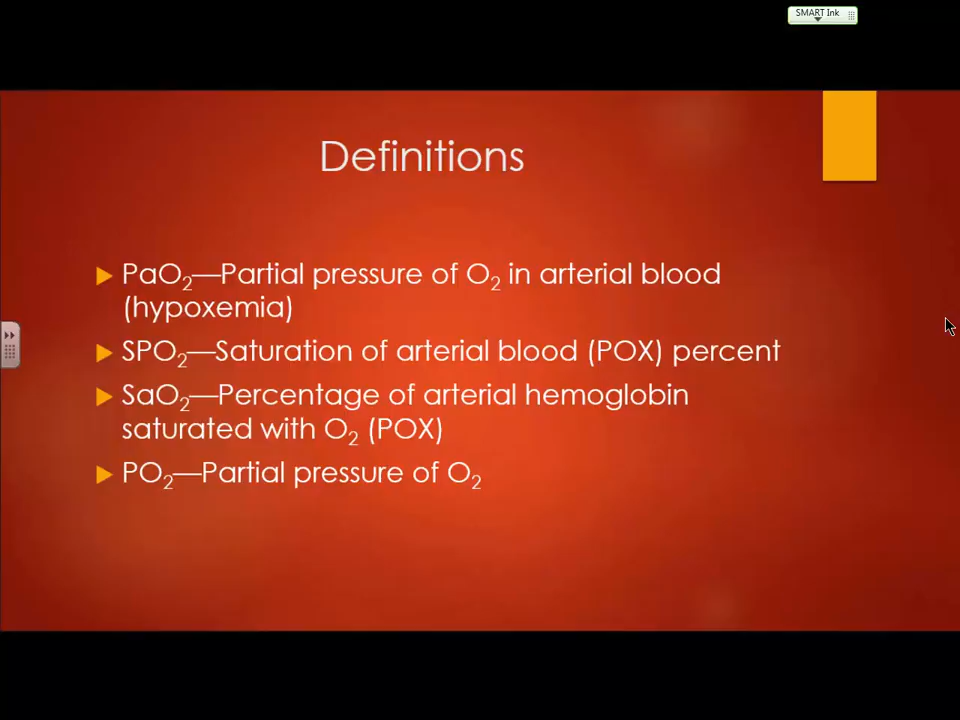 SMART Ink
Definitions
PaO₂—Partial pressure of O₂ in arterial blood
(hypoxemia)
SPO₂—Saturation of arterial blood (POX) percent
SaO₂—Percentage of arterial hemoglobin
saturated with O₂ (POX)
PO₂—Partial pressure of O₂